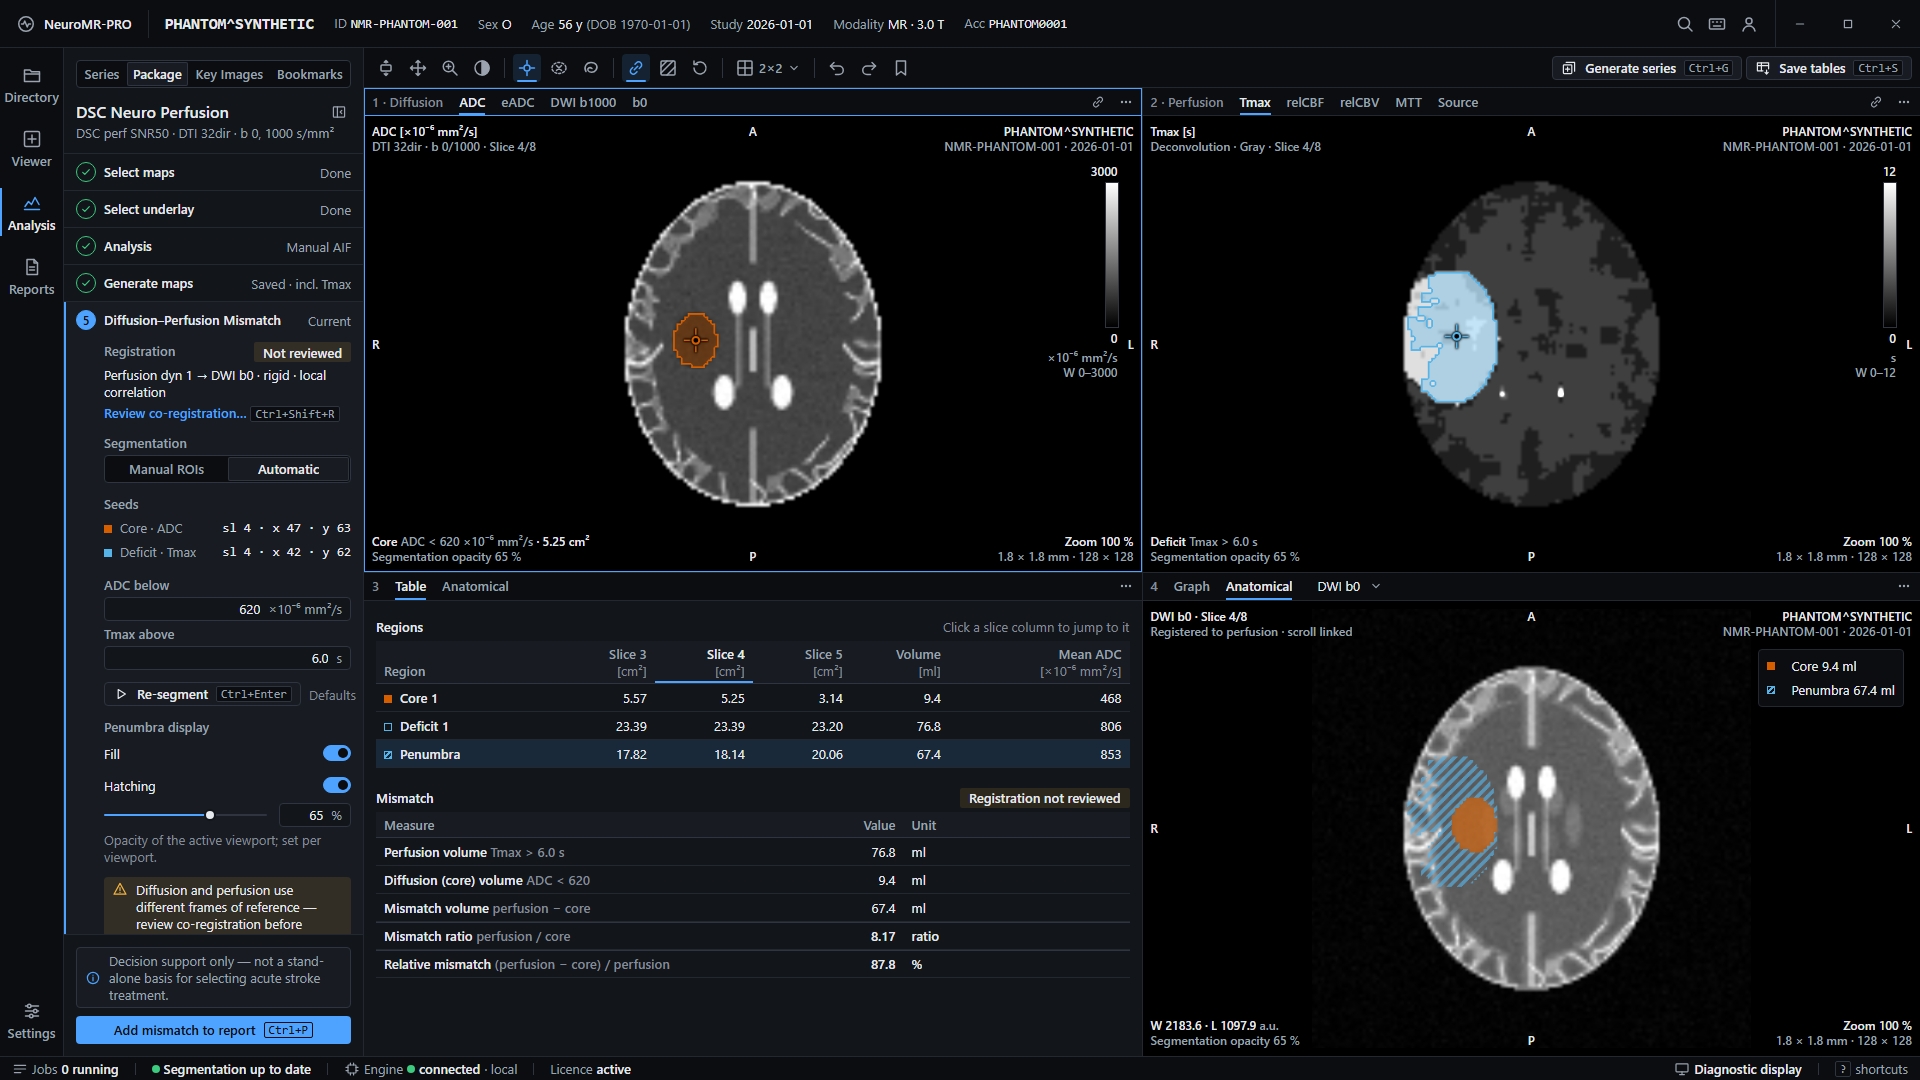 NeuroMR-PRO
PHANTOM^SYNTHETIC
ID NMR-PHANTOM-001
Sex O
Age 56 y (DOB 1970-01-01)
Study 2026-01-01
Modality MR · 3.0 T
Acc PHANTOM0001
Directory
Viewer
Analysis
Reports
Settings
Series
Package
Key Images
Bookmarks
DSC Neuro Perfusion
DSC perf SNR50 · DTI 32dir · b 0, 1000 s/mm²
Select maps Done
Select underlay Done
Analysis Manual AIF
Generate maps Saved · incl. Tmax
5 Diffusion–Perfusion Mismatch Current
Registration Not reviewed
Perfusion dyn 1 → DWI b0 · rigid · local
correlation
Review co-registration... Ctrl+Shift+R
Segmentation
Manual ROIs Automatic
Seeds
Core · ADC sl 4 · x 47 · y 63
Deficit · Tmax sl 4 · x 42 · y 62
ADC below
620 ×10⁻⁶ mm²/s
Tmax above
6.0 s
Re-segment Ctrl+Enter Defaults
Penumbra display
Fill
Hatching
65 %
Opacity of the active viewport; set per
viewport.
Diffusion and perfusion use
different frames of reference —
review co-registration before
Decision support only — not a stand-
alone basis for selecting acute stroke
treatment.
Add mismatch to report Ctrl+P
2×2
Generate series Ctrl+G
Save tables Ctrl+S
1 · Diffusion ADC eADC DWI b1000 b0
ADC [×10⁻⁶ mm²/s]
DTI 32dir · b 0/1000 · Slice 4/8
A
PHANTOM^SYNTHETIC
NMR-PHANTOM-001 · 2026-01-01
3000
0
×10⁻⁶ mm²/s
W 0–3000
R
L
Core ADC < 620 ×10⁻⁶ mm²/s · 5.25 cm²
Segmentation opacity 65 %
P
Zoom 100 %
1.8 × 1.8 mm · 128 × 128
2 · Perfusion Tmax relCBF relCBV MTT Source
Tmax [s]
Deconvolution · Gray · Slice 4/8
A
PHANTOM^SYNTHETIC
NMR-PHANTOM-001 · 2026-01-01
12
0
s
W 0–12
R
L
Deficit Tmax > 6.0 s
Segmentation opacity 65 %
P
Zoom 100 %
1.8 × 1.8 mm · 128 × 128
3 Table Anatomical
Regions Click a slice column to jump to it
Region Slice 3 [cm²] Slice 4 [cm²] Slice 5 [cm²] Volume [ml] Mean ADC [×10⁻⁶ mm²/s]
Core 1 5.57 5.25 3.14 9.4 468
Deficit 1 23.39 23.39 23.20 76.8 806
Penumbra 17.82 18.14 20.06 67.4 853
Mismatch Registration not reviewed
Measure Value Unit
Perfusion volume Tmax > 6.0 s 76.8 ml
Diffusion (core) volume ADC < 620 9.4 ml
Mismatch volume perfusion − core 67.4 ml
Mismatch ratio perfusion / core 8.17 ratio
Relative mismatch (perfusion − core) / perfusion 87.8 %
4 Graph Anatomical DWI b0
DWI b0 · Slice 4/8
Registered to perfusion · scroll linked
A
PHANTOM^SYNTHETIC
NMR-PHANTOM-001 · 2026-01-01
Core 9.4 ml
Penumbra 67.4 ml
R
L
W 2183.6 · L 1097.9 a.u.
Segmentation opacity 65 %
P
Zoom 100 %
1.8 × 1.8 mm · 128 × 128
Jobs 0 running
Segmentation up to date
Engine connected · local
Licence active
Diagnostic display
? shortcuts